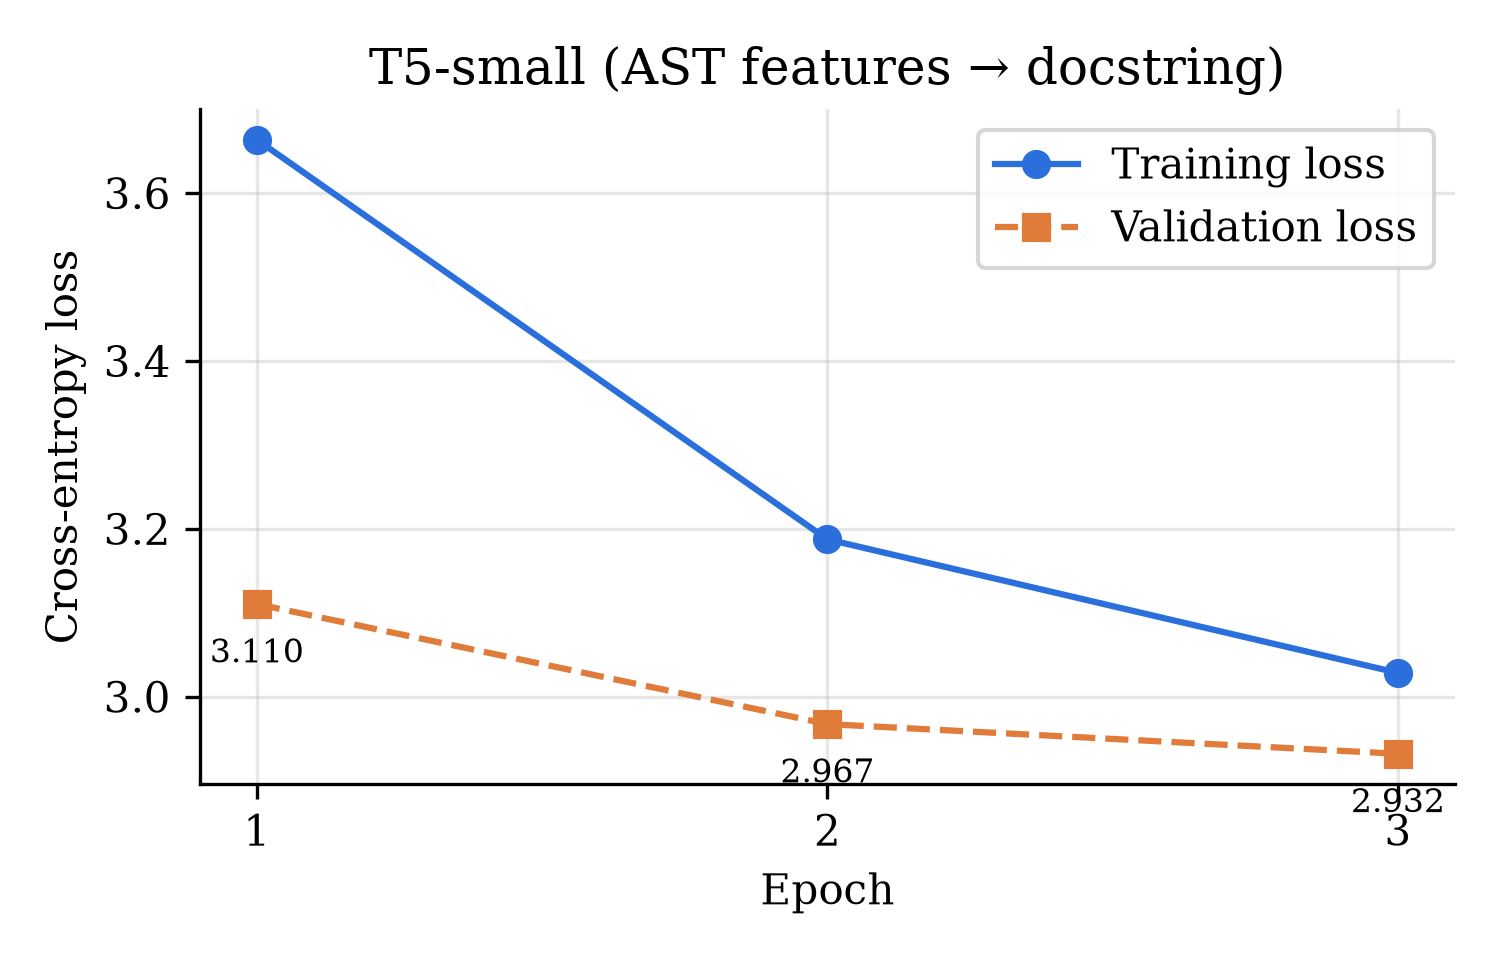 T5-small (AST features → docstring)
Training loss
Validation loss
Cross-entropy loss
3.6
3.4
3.2
3.0
3.110
2.967
2.932
1
2
3
Epoch